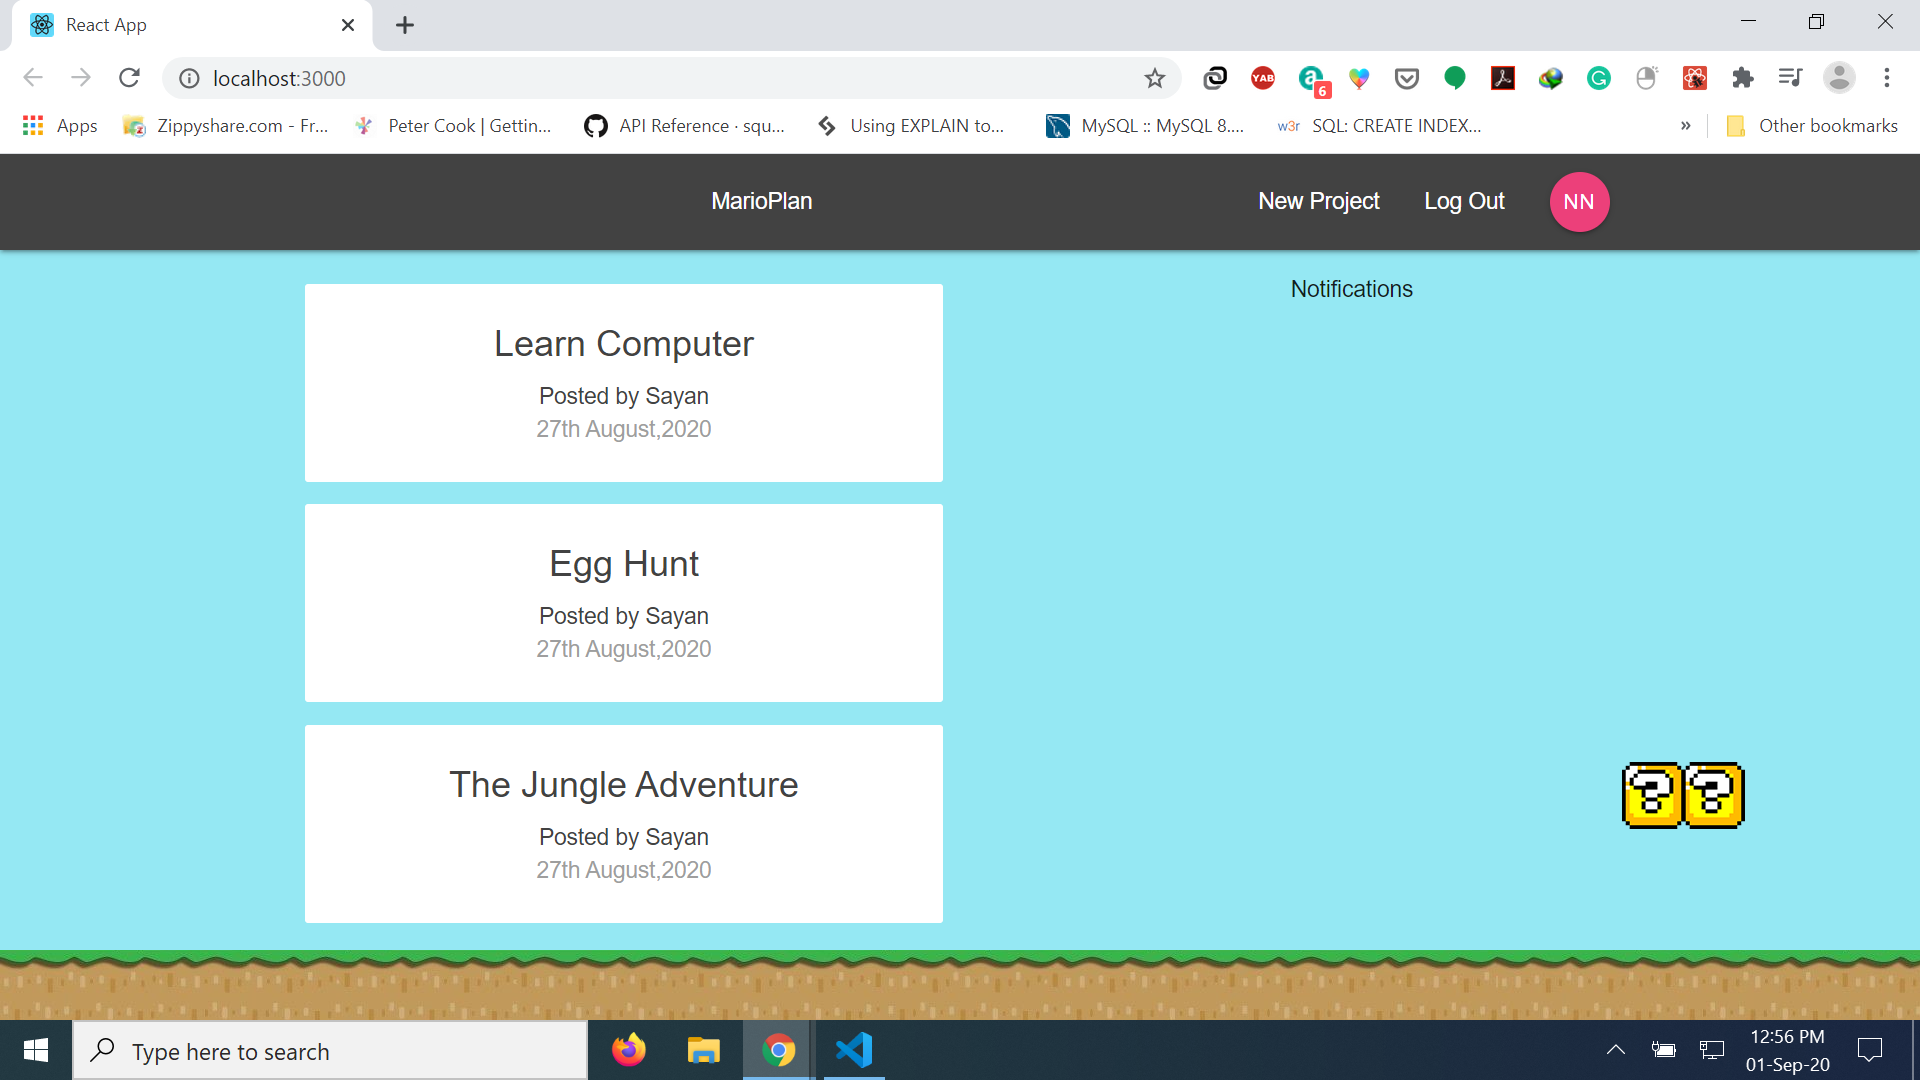 React App
localhost:3000
YAB
6
Apps
Zippyshare.com - Fr...
Peter Cook | Gettin...
API Reference · squ...
Using EXPLAIN to...
MySQL :: MySQL 8....
w3r
SQL: CREATE INDEX...
»
Other bookmarks
MarioPlan
New Project
Log Out
NN
Notifications
Learn Computer
Posted by Sayan
27th August,2020
Egg Hunt
Posted by Sayan
27th August,2020
The Jungle Adventure
Posted by Sayan
27th August,2020
? ?
Type here to search
12:56 PM
01-Sep-20